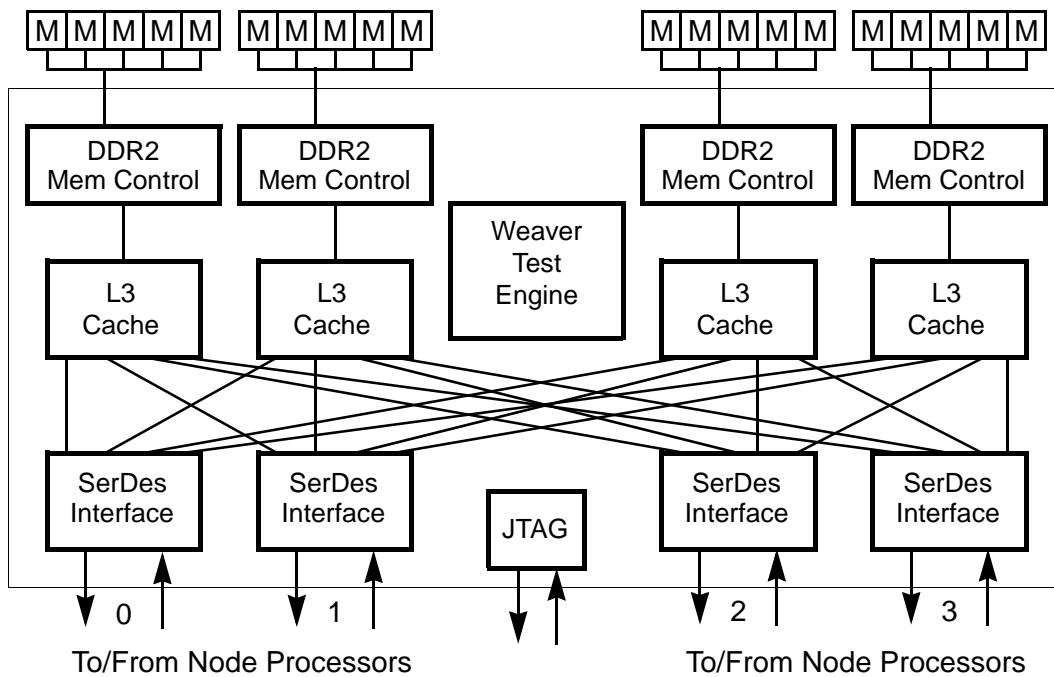 M M M M M M M M M M M M M M M M M M M M
DDR2 DDR2 DDR2 DDR2
Mem Control Mem Control Mem Control Mem Control
Weaver
Test
Engine
L3 L3 L3 L3
Cache Cache Cache Cache
SerDes SerDes SerDes SerDes
Interface Interface Interface Interface
JTAG
0 1 2 3
To/From Node Processors To/From Node Processors